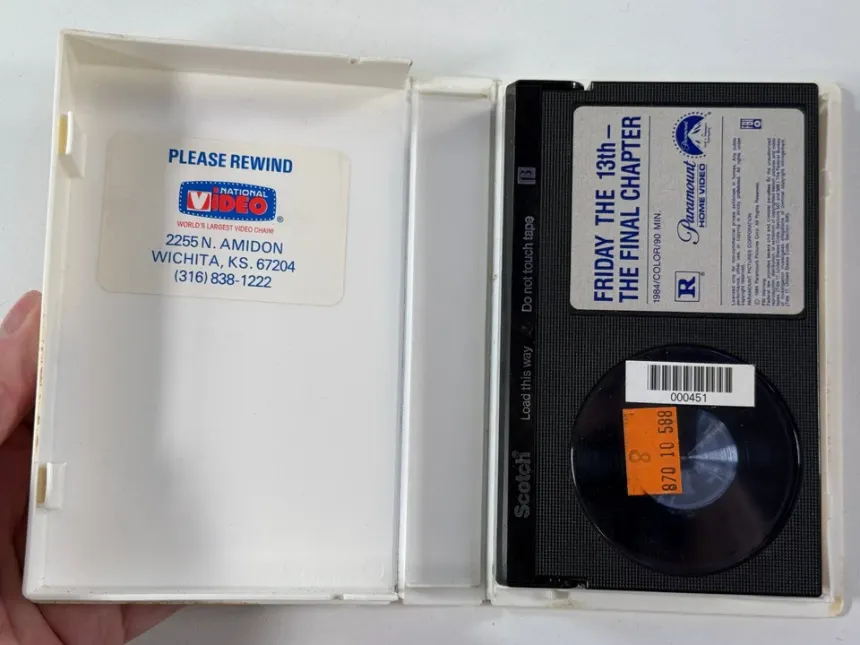 PLEASE REWIND
NATIONAL
VIDEO®
WORLD'S LARGEST VIDEO CHAIN!
2255 N. AMIDON
WICHITA, KS. 67204
(316) 838-1222
Scotch
Load this way
Do not touch tape
β
FRIDAY THE 13th –
THE FINAL CHAPTER
1984/COLOR/90 MIN.
R®
Paramount
Paramount
HOME VIDEO
PARAMOUNT PICTURES CORPORATION
000451
8
870 10 588